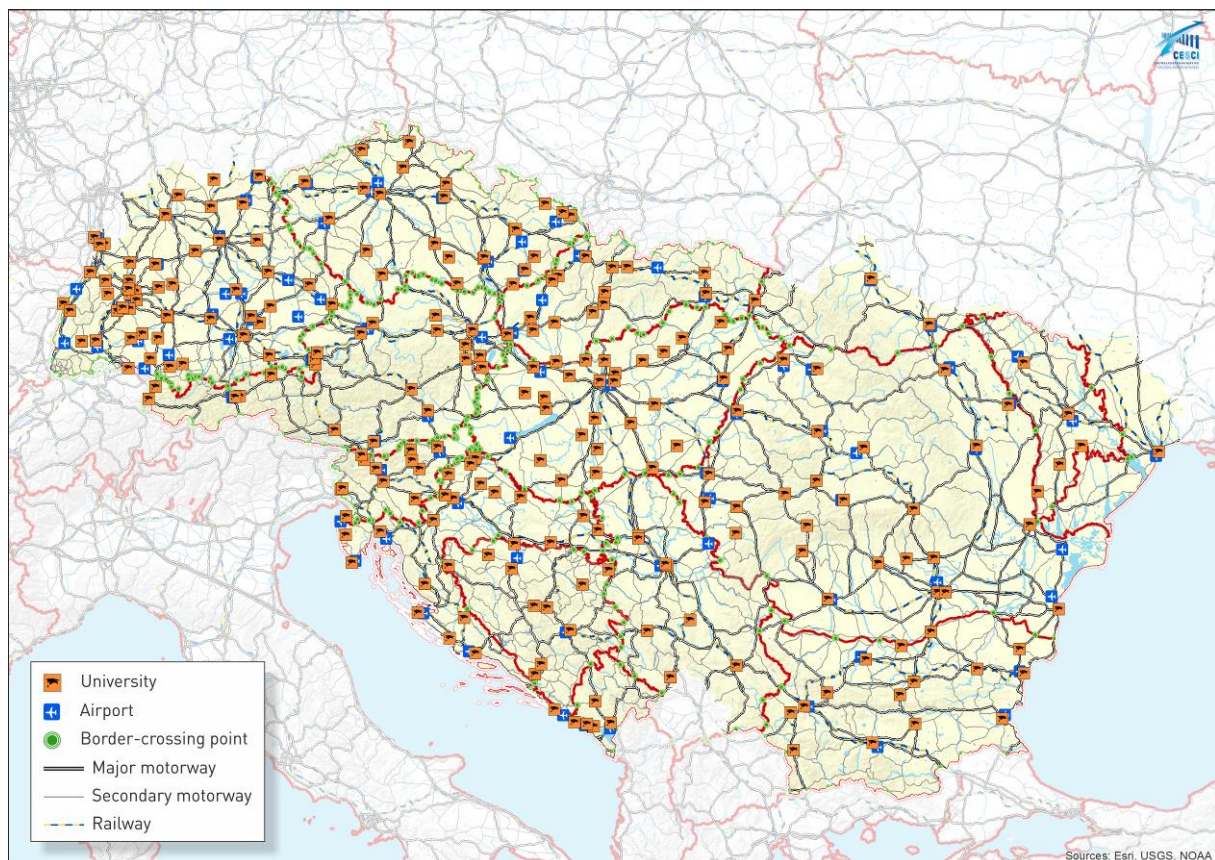 CESCI
University
Airport
Border-crossing point
Major motorway
Secondary motorway
Railway
Sources: Esri, USGS, NOAA